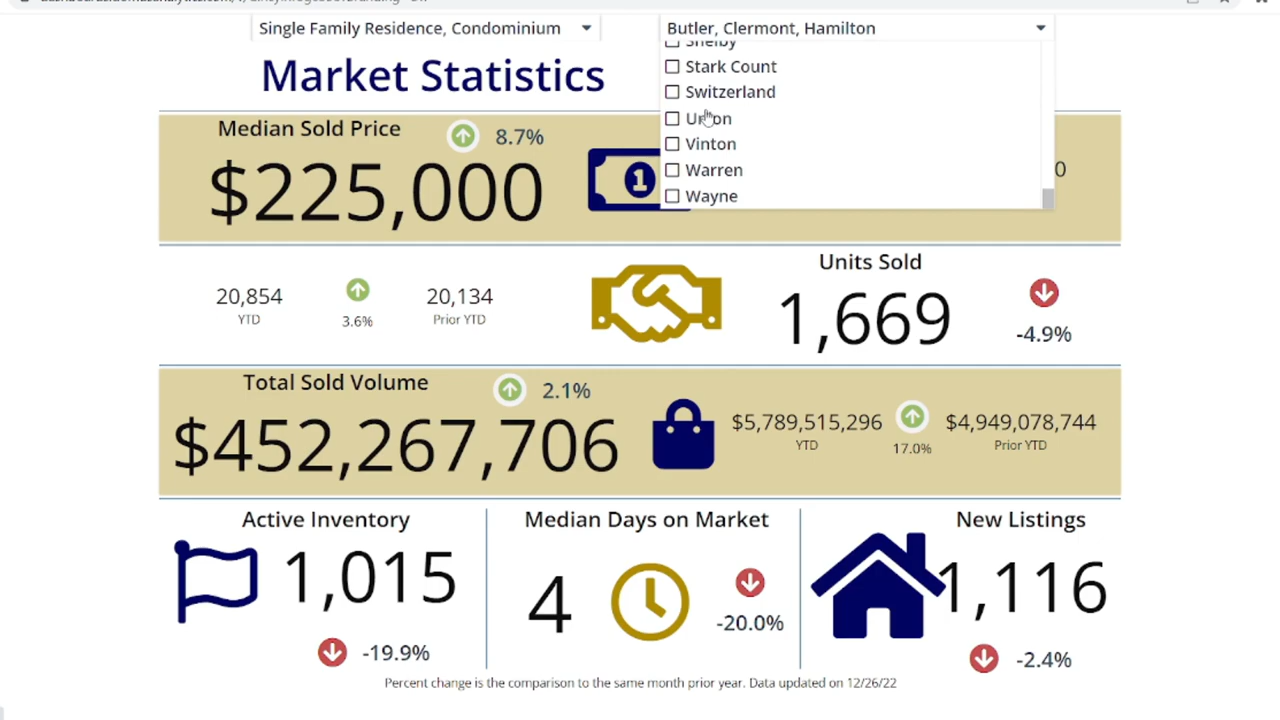 Single Family Residence, Condominium
Butler, Clermont, Hamilton
Shelby
Stark Count
Switzerland
Union
Vinton
Warren
Wayne
Market Statistics
Median Sold Price
8.7%
$225,000
1
0
20,854
YTD
3.6%
20,134
Prior YTD
Units Sold
1,669
-4.9%
Total Sold Volume
2.1%
$452,267,706
$5,789,515,296
YTD
17.0%
$4,949,078,744
Prior YTD
Active Inventory
1,015
-19.9%
Median Days on Market
4
-20.0%
New Listings
1,116
-2.4%
Percent change is the comparison to the same month prior year. Data updated on 12/26/22